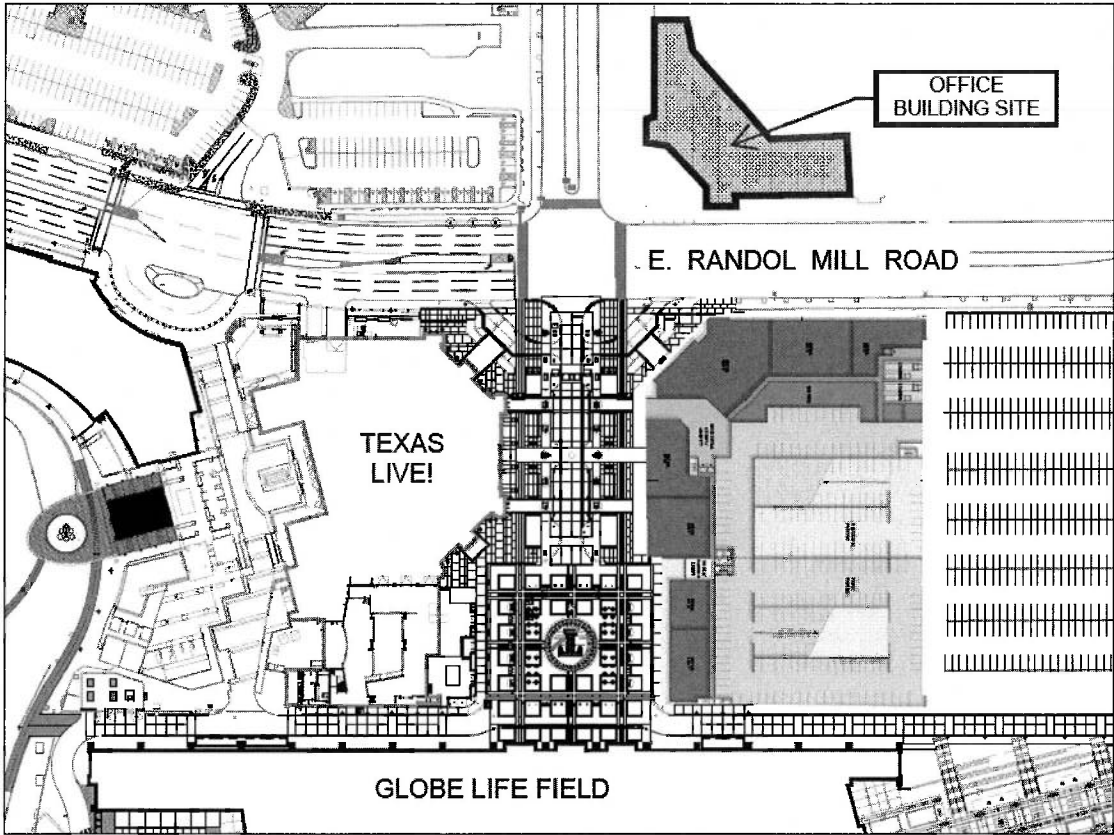 OFFICE
BUILDING SITE
E. RANDOL MILL ROAD
TEXAS
LIVE!
GLOBE LIFE FIELD